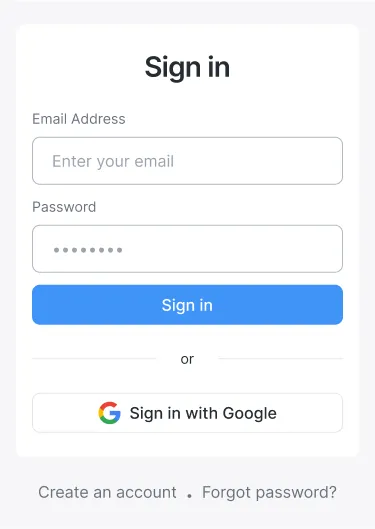 Sign in
Email Address
Enter your email
Password
••••••••
Sign in
or
Sign in with Google
Create an account • Forgot password?